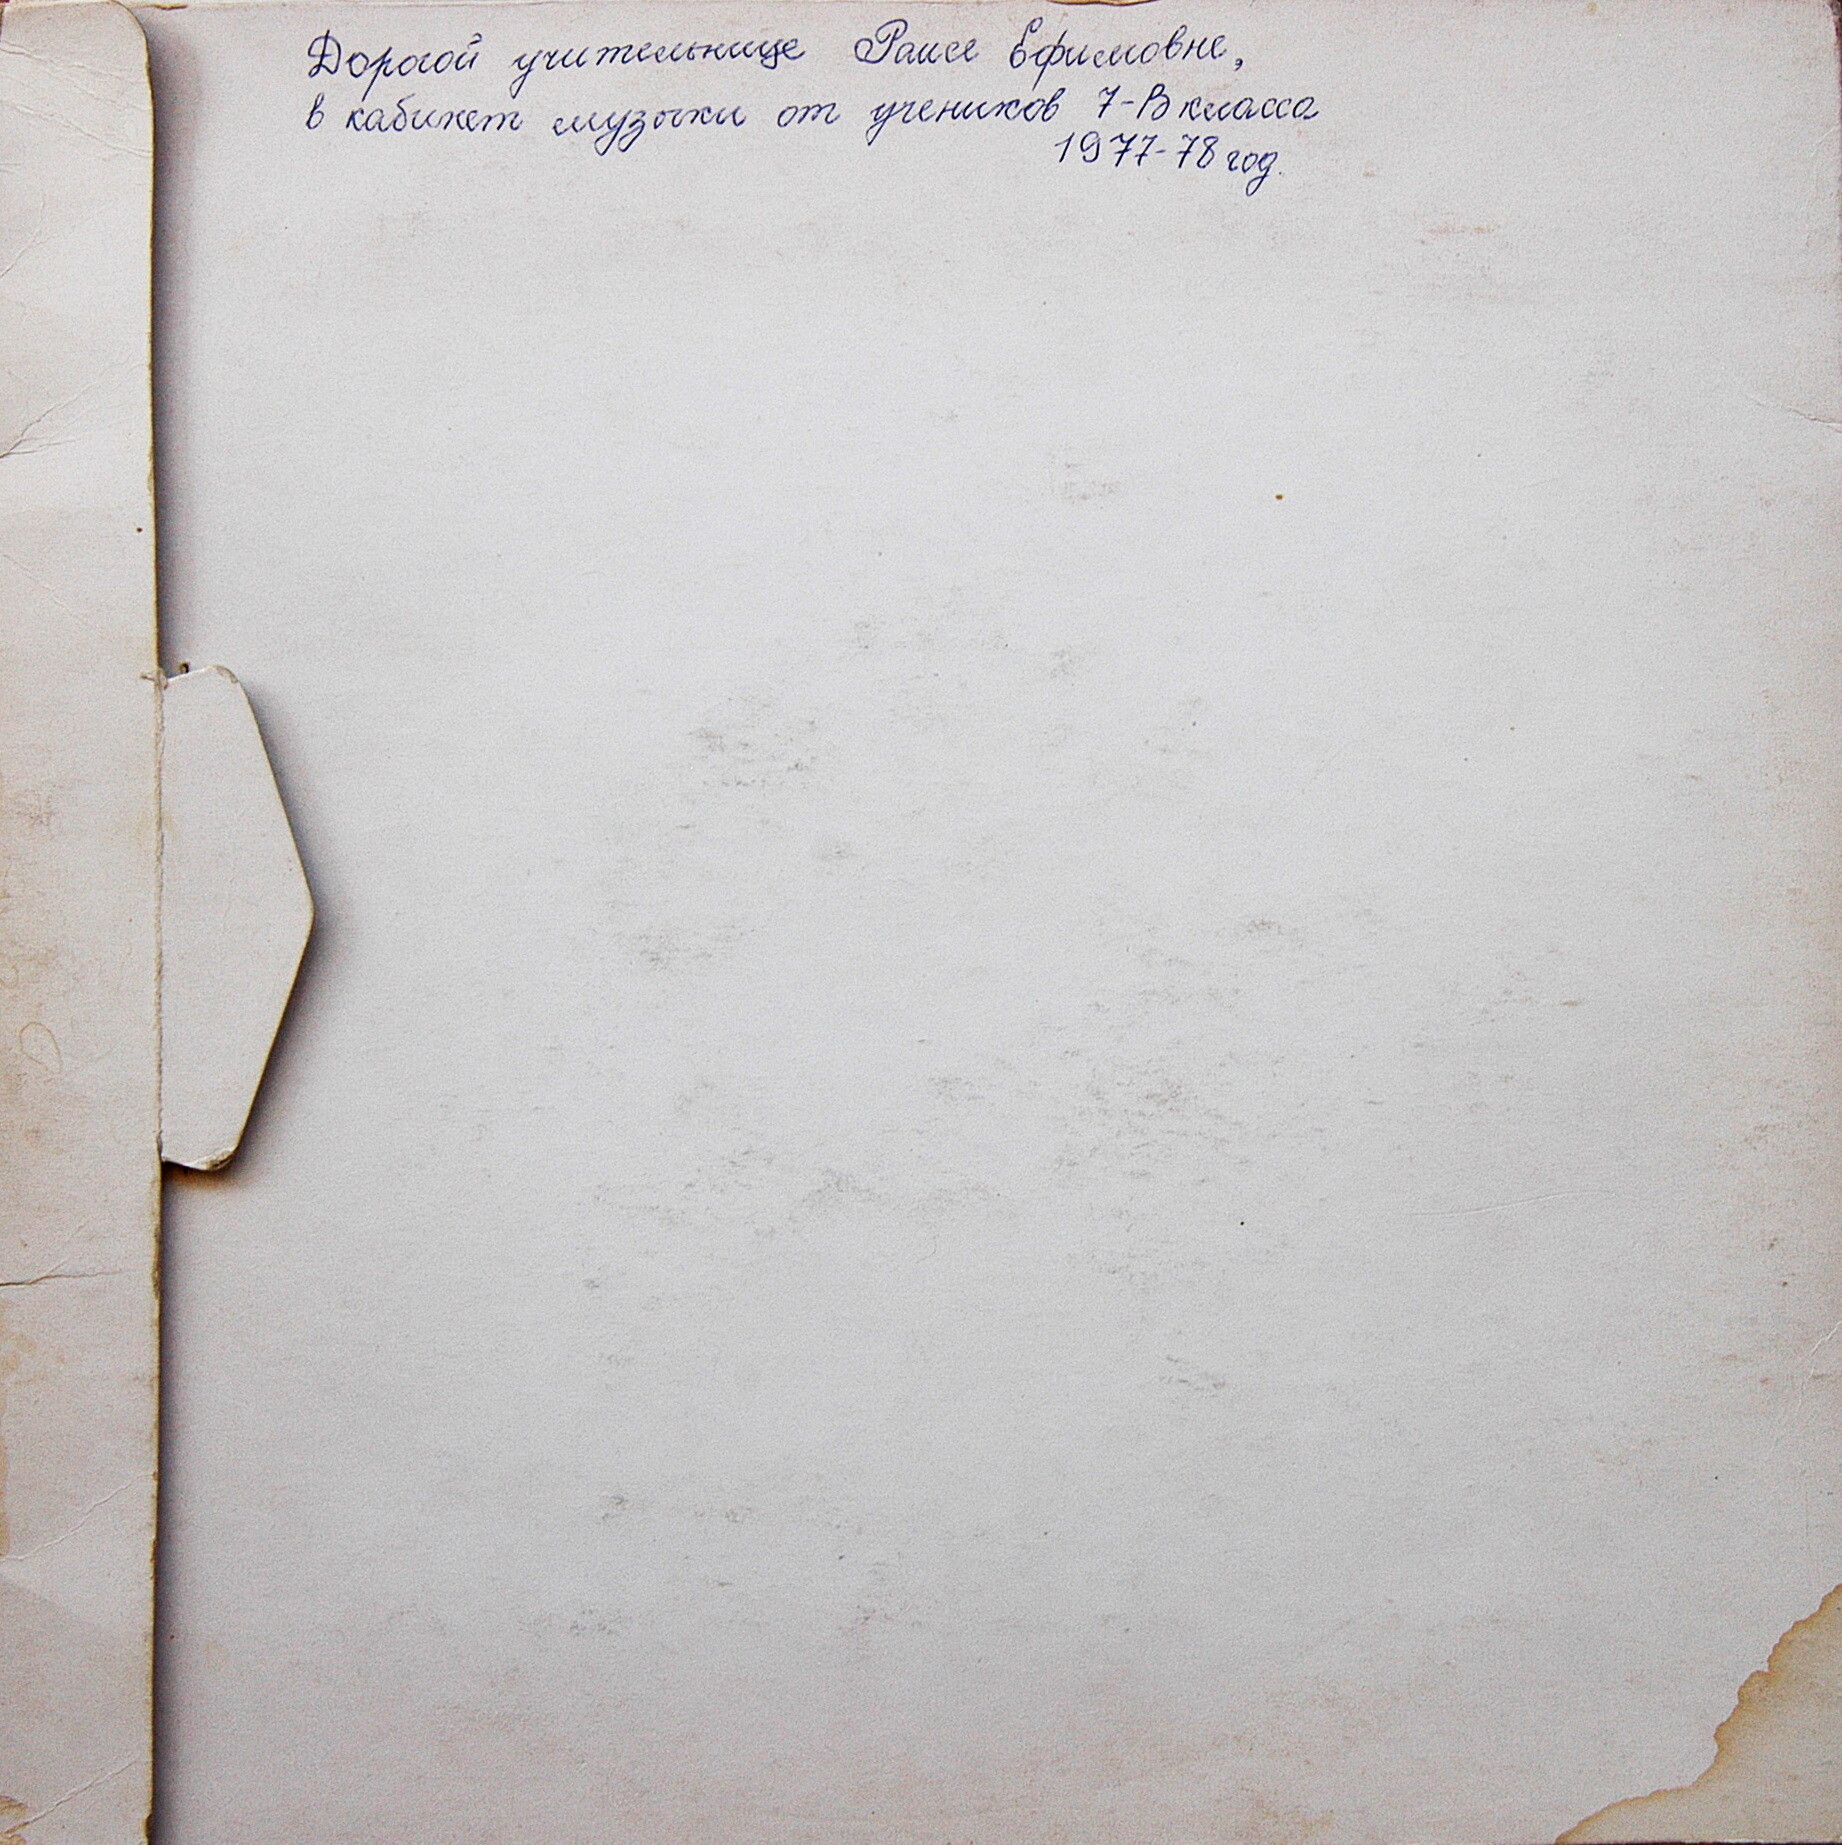 Дорогой учительнице Раисе Ефимовне,
в кабинет музыки от учеников 7-В класса
1977-78 год.